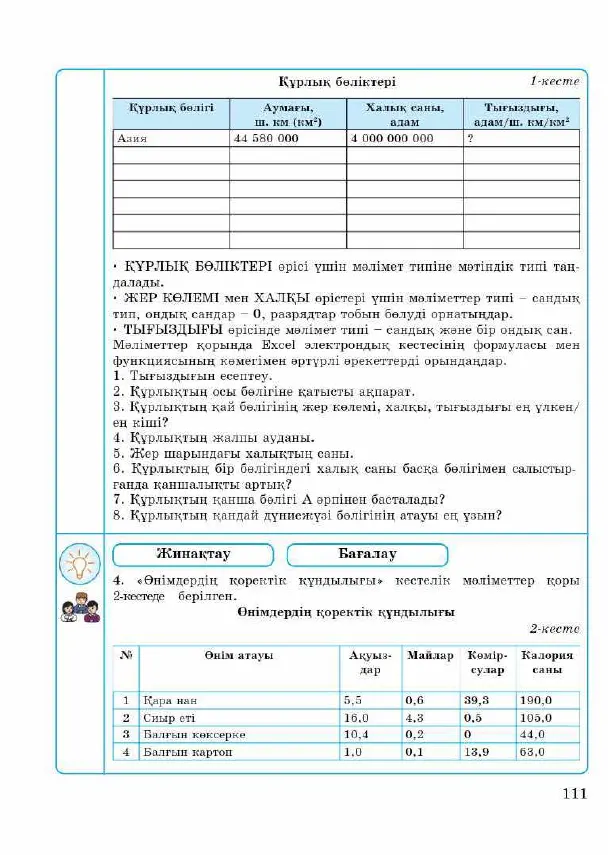 Құрлық бөліктері
1-кесте
Құрлық бөлігі Аумағы, ш. км (км²) Халық саны, адам Тығыздығы, адам/ш. км/км²
Азия 44 580 000 4 000 000 000 ?
• ҚҰРЛЫҚ БӨЛІКТЕРІ өрісі үшін мәлімет типіне мәтіндік типі таң-
далады.
• ЖЕР КӨЛЕМІ мен ХАЛҚЫ өрістері үшін мәліметтер типі – сандық
тип, ондық сандар – 0, разрядтар тобын бөлуді орнатыңдар.
• ТЫҒЫЗДЫҒЫ өрісінде мәлімет типі – сандық және бір ондық сан.
Мәліметтер қорында Excel электрондық кестесінің формуласы мен
функциясының көмегімен әртүрлі әрекеттерді орындаңдар.
1. Тығыздығын есептеу.
2. Құрлықтың осы бөлігіне қатысты ақпарат.
3. Құрлықтың қай бөлігінің жер көлемі, халқы, тығыздығы ең үлкен/
ең кіші?
4. Құрлықтың жалпы ауданы.
5. Жер шарындағы халықтың саны.
6. Құрлықтың бір бөлігіндегі халық саны басқа бөлігімен салыстыр-
ғанда қаншалықты артық?
7. Құрлықтың қанша бөлігі А әрпінен басталады?
8. Құрлықтың қандай дүниежүзі бөлігінің атауы ең ұзын?
Жинақтау Бағалау
4. «Өнімдердің қоректік құндылығы» кестелік мәліметтер қоры
2-кестеде берілген.
Өнімдердің қоректік құндылығы
2-кесте
№ Өнім атауы Ақуыз-дар Майлар Көмір-сулар Калория саны
1 Қара нан 5,5 0,6 39,3 190,0
2 Сиыр еті 16,0 4,3 0,5 105,0
3 Балғын көксерке 10,4 0,2 0 44,0
4 Балғын картоп 1,0 0,1 13,9 63,0
111